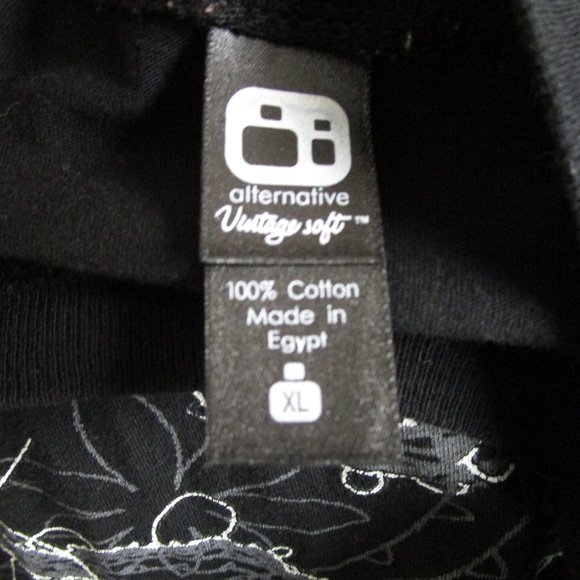 alternative
Vintage soft™
100% Cotton
Made in
Egypt
XL